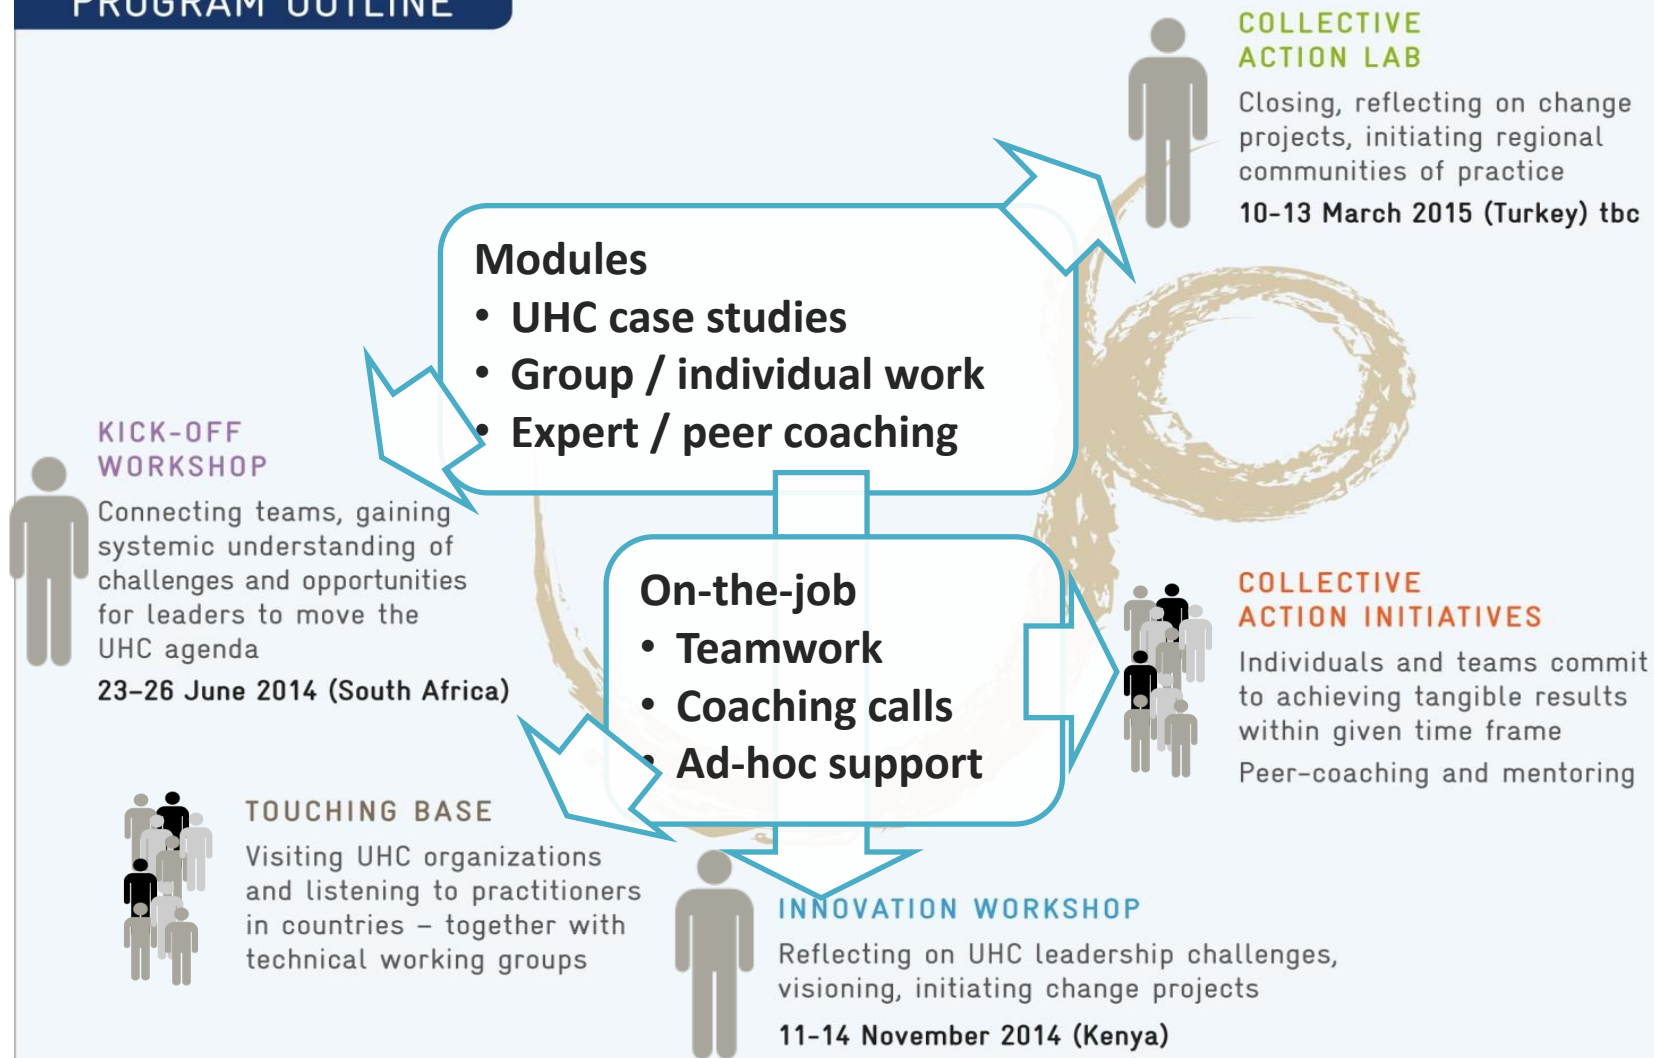 PROGRAM OUTLINE
COLLECTIVE
ACTION LAB
Closing, reflecting on change
projects, initiating regional
communities of practice
10-13 March 2015 (Turkey) tbc
Modules
• UHC case studies
• Group / individual work
• Expert / peer coaching
KICK-OFF
WORKSHOP
Connecting teams, gaining
systemic understanding of
challenges and opportunities
for leaders to move the
UHC agenda
23–26 June 2014 (South Africa)
On-the-job
• Teamwork
• Coaching calls
• Ad-hoc support
COLLECTIVE
ACTION INITIATIVES
Individuals and teams commit
to achieving tangible results
within given time frame
Peer-coaching and mentoring
TOUCHING BASE
Visiting UHC organizations
and listening to practitioners
in countries – together with
technical working groups
INNOVATION WORKSHOP
Reflecting on UHC leadership challenges,
visioning, initiating change projects
11-14 November 2014 (Kenya)